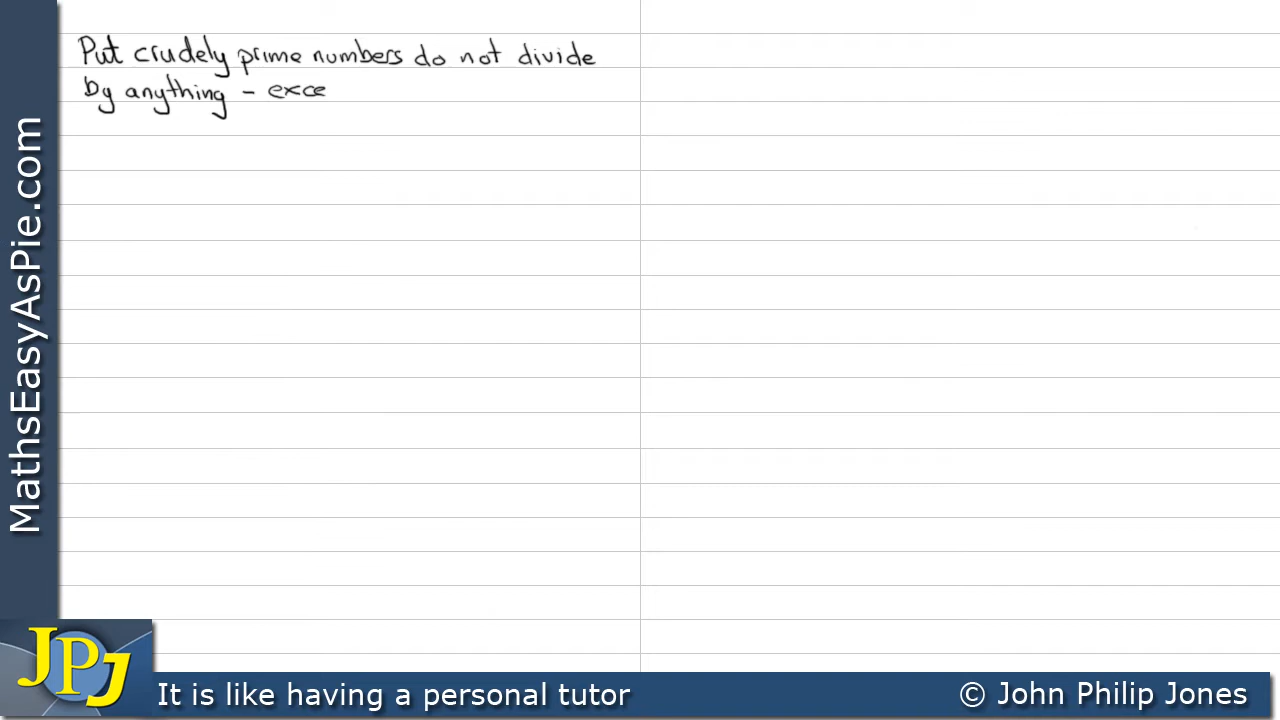 Put crudely prime numbers do not divide
by anything - exce
MathsEasyAsPie.com
JPJ
It is like having a personal tutor
© John Philip Jones